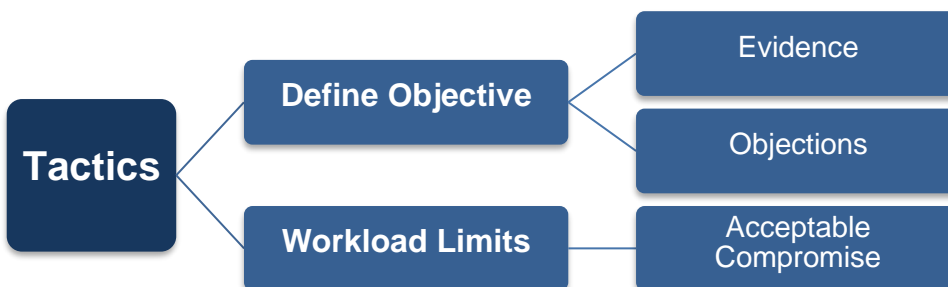 Tactics
Define Objective
Workload Limits
Evidence
Objections
Acceptable
Compromise